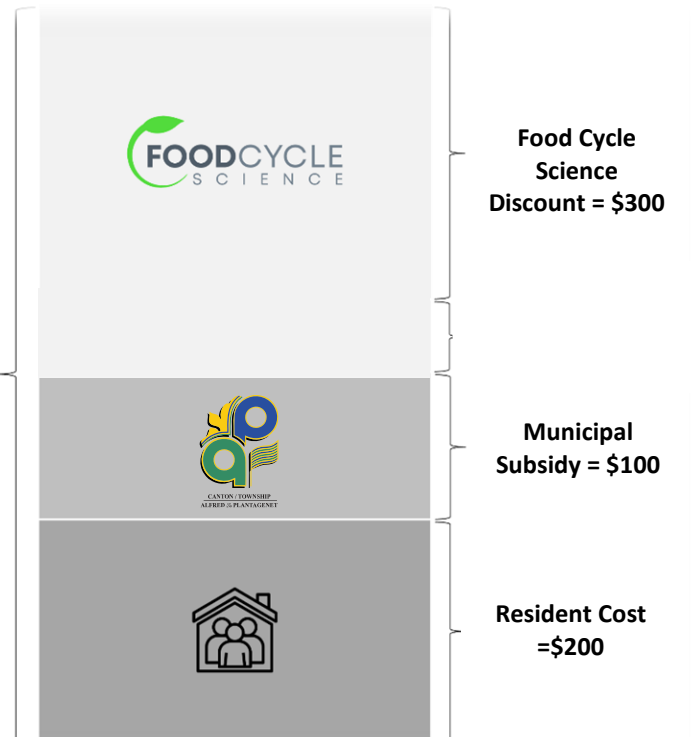 FOODCYCLE
SCIENCE
Food Cycle
Science
Discount = $300
CANTON / TOWNSHIP
ALFRED & PLANTAGENET
Municipal
Subsidy = $100
Resident Cost
=$200